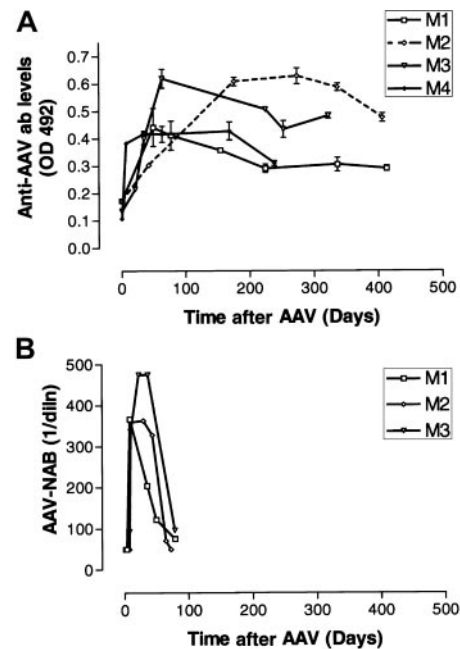 A
M1
M2
M3
M4
Anti-AAV ab levels
(OD 492)
0.7
0.6
0.5
0.4
0.3
0.2
0.1
0.0
0 100 200 300 400 500
Time after AAV (Days)
B
M1
M2
M3
AAV-NAB (1/diln)
500
400
300
200
100
0
0 100 200 300 400 500
Time after AAV (Days)